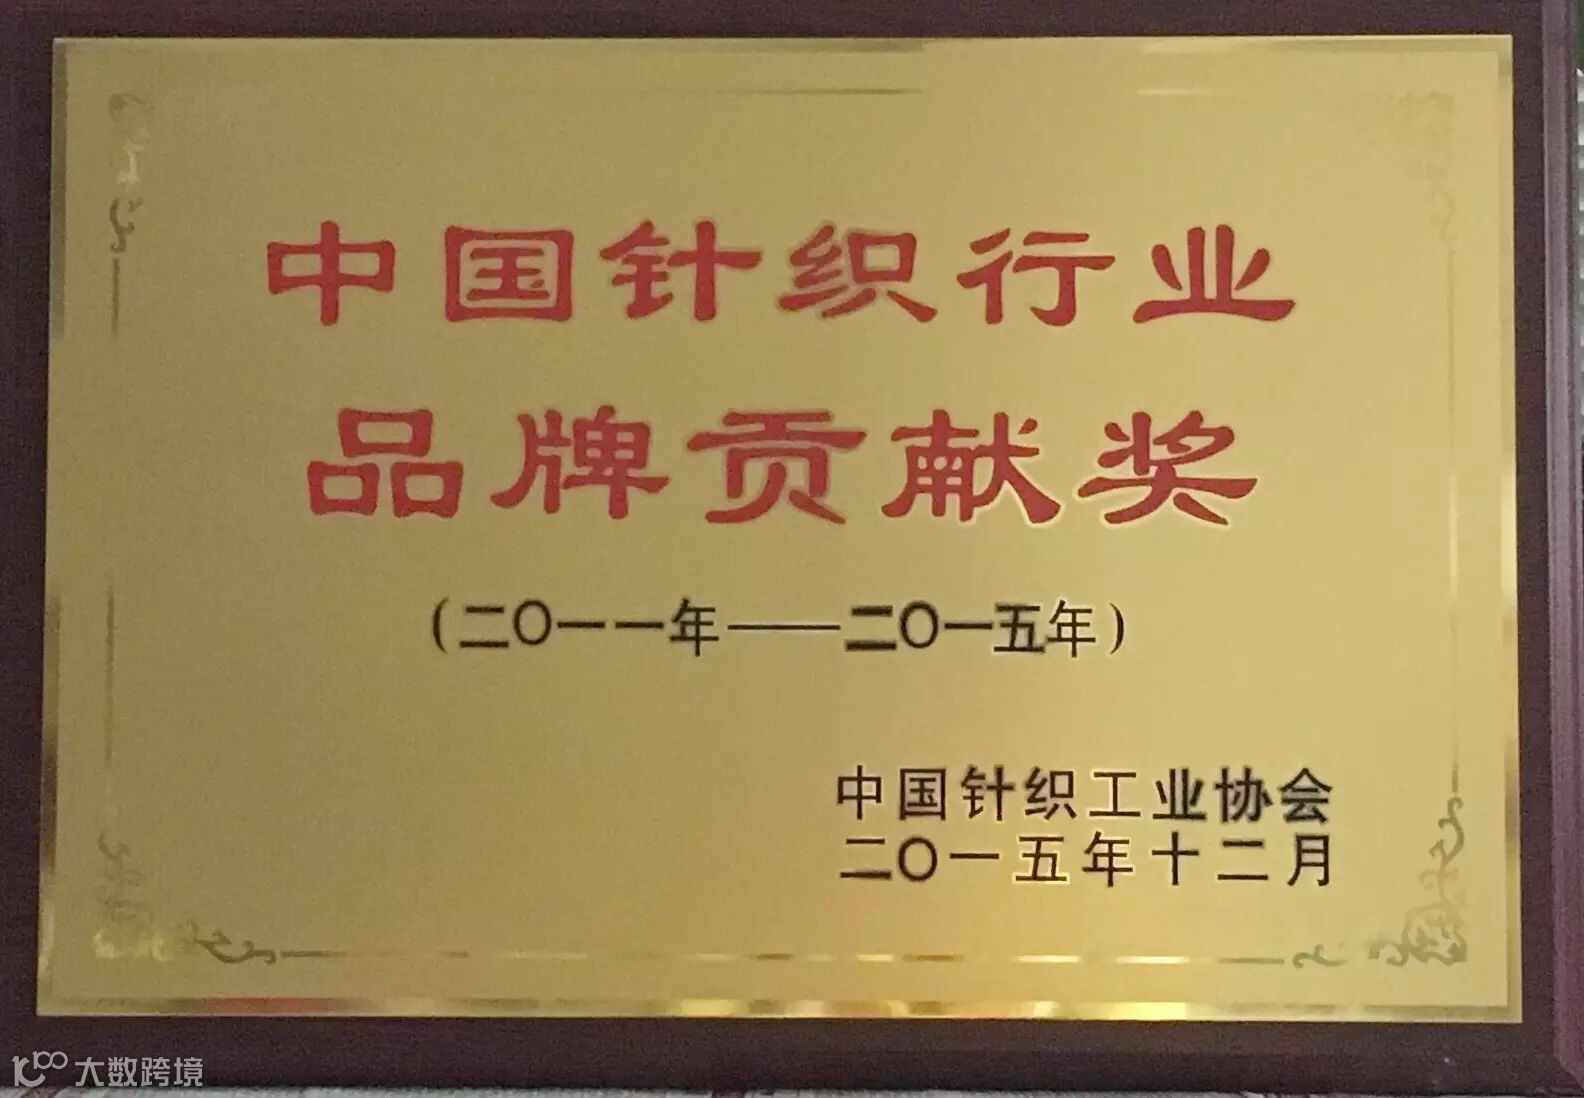 中国针织行业
品牌贡献奖
(二〇一一年——二〇一五年)
中国针织工业协会
二〇一五年十二月
大数跨境